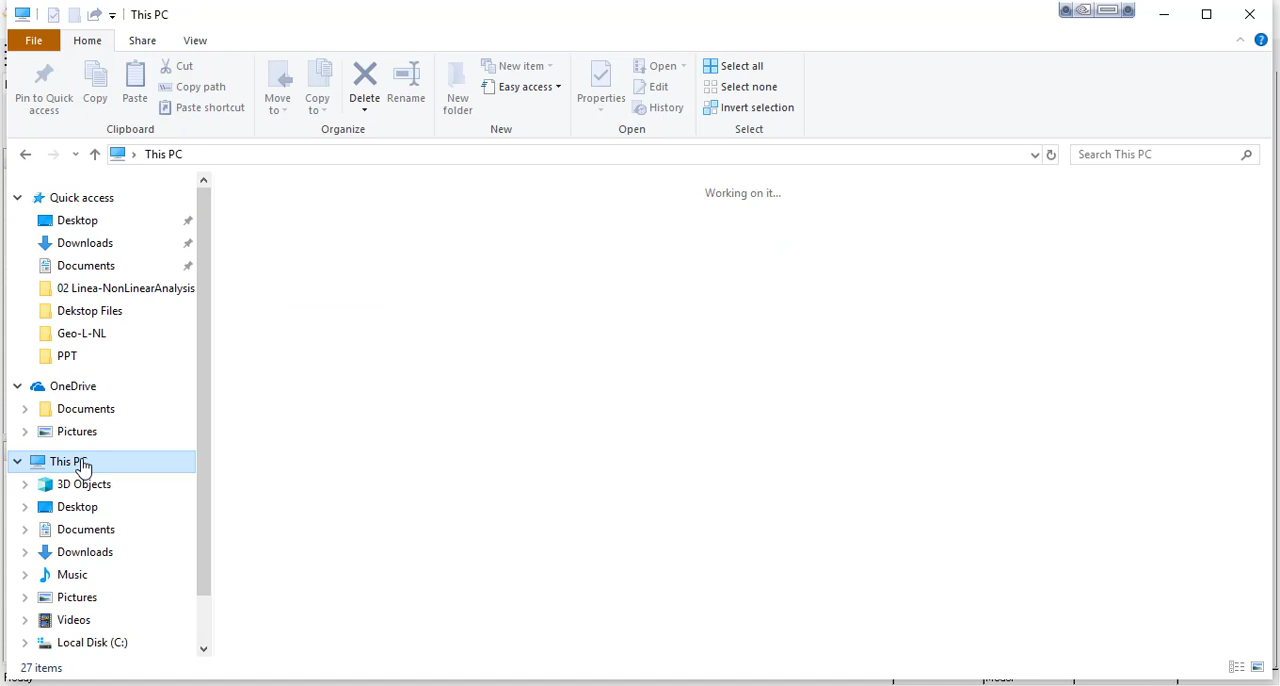 This PC
File Home Share View
Pin to Quick access
Copy
Paste
Cut
Copy path
Paste shortcut
Clipboard
Move to
Copy to
Delete
Rename
Organize
New folder
New item
Easy access
New
Properties
Open
Edit
History
Open
Select all
Select none
Invert selection
Select
This PC
Search This PC
Quick access
Desktop
Downloads
Documents
02 Linea-NonLinearAnalysis
Dekstop Files
Geo-L-NL
PPT
OneDrive
Documents
Pictures
This PC
3D Objects
Desktop
Documents
Downloads
Music
Pictures
Videos
Local Disk (C:)
Working on it...
27 items